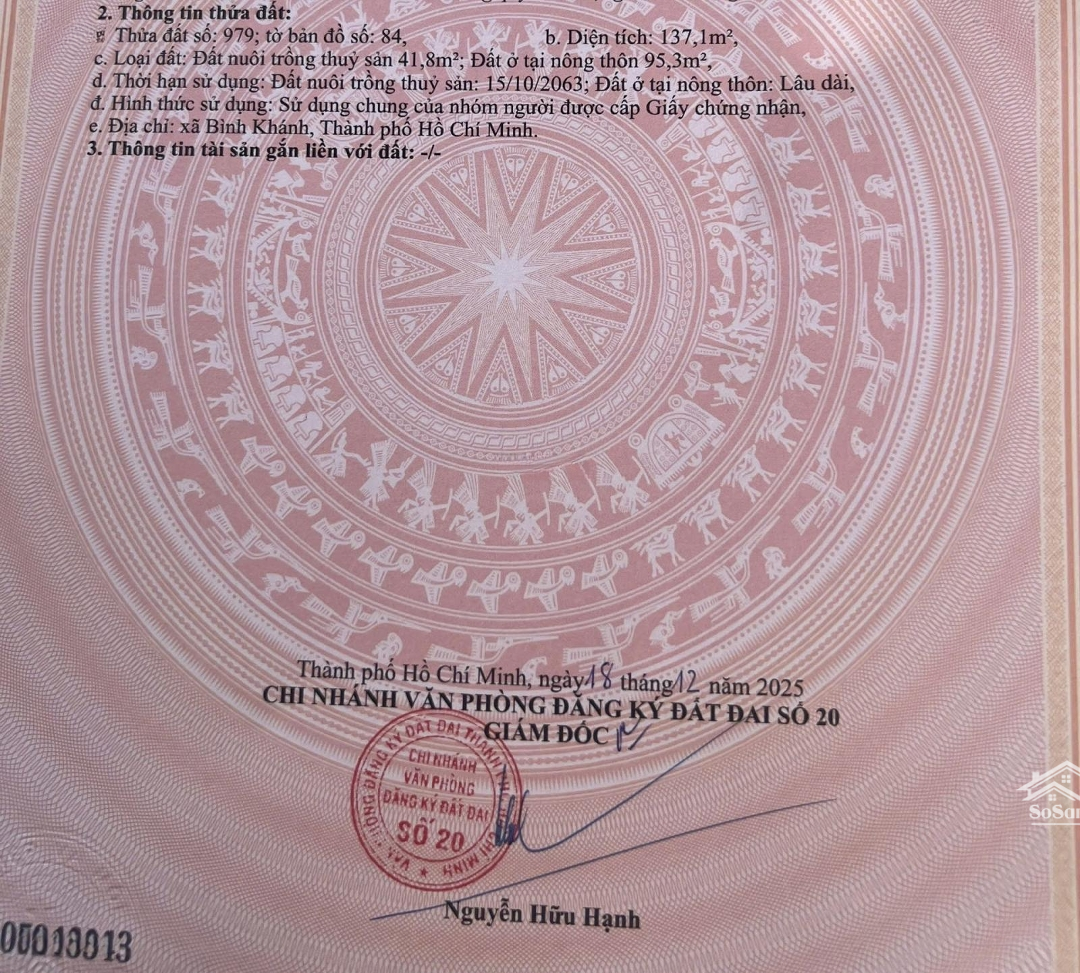 2. Thông tin thửa đất:
Thửa đất số: 979; tờ bản đồ số: 84, b. Diện tích: 137,1m²,
c. Loại đất: Đất nuôi trồng thuỷ sản 41,8m²; Đất ở tại nông thôn 95,3m²,
d. Thời hạn sử dụng: Đất nuôi trồng thuỷ sản: 15/10/2063; Đất ở tại nông thôn: Lâu dài,
đ. Hình thức sử dụng: Sử dụng chung của nhóm người được cấp Giấy chứng nhận,
e. Địa chỉ: xã Bình Khánh, Thành phố Hồ Chí Minh.
3. Thông tin tài sản gắn liền với đất: -/-
Thành phố Hồ Chí Minh, ngày 18 tháng 12 năm 2025
CHI NHÁNH VĂN PHÒNG ĐĂNG KÝ ĐẤT ĐAI SỐ 20
GIÁM ĐỐC
CHI NHÁNH
VĂN PHÒNG
ĐĂNG KÝ ĐẤT ĐAI
SỐ 20
Nguyễn Hữu Hạnh
SoSan